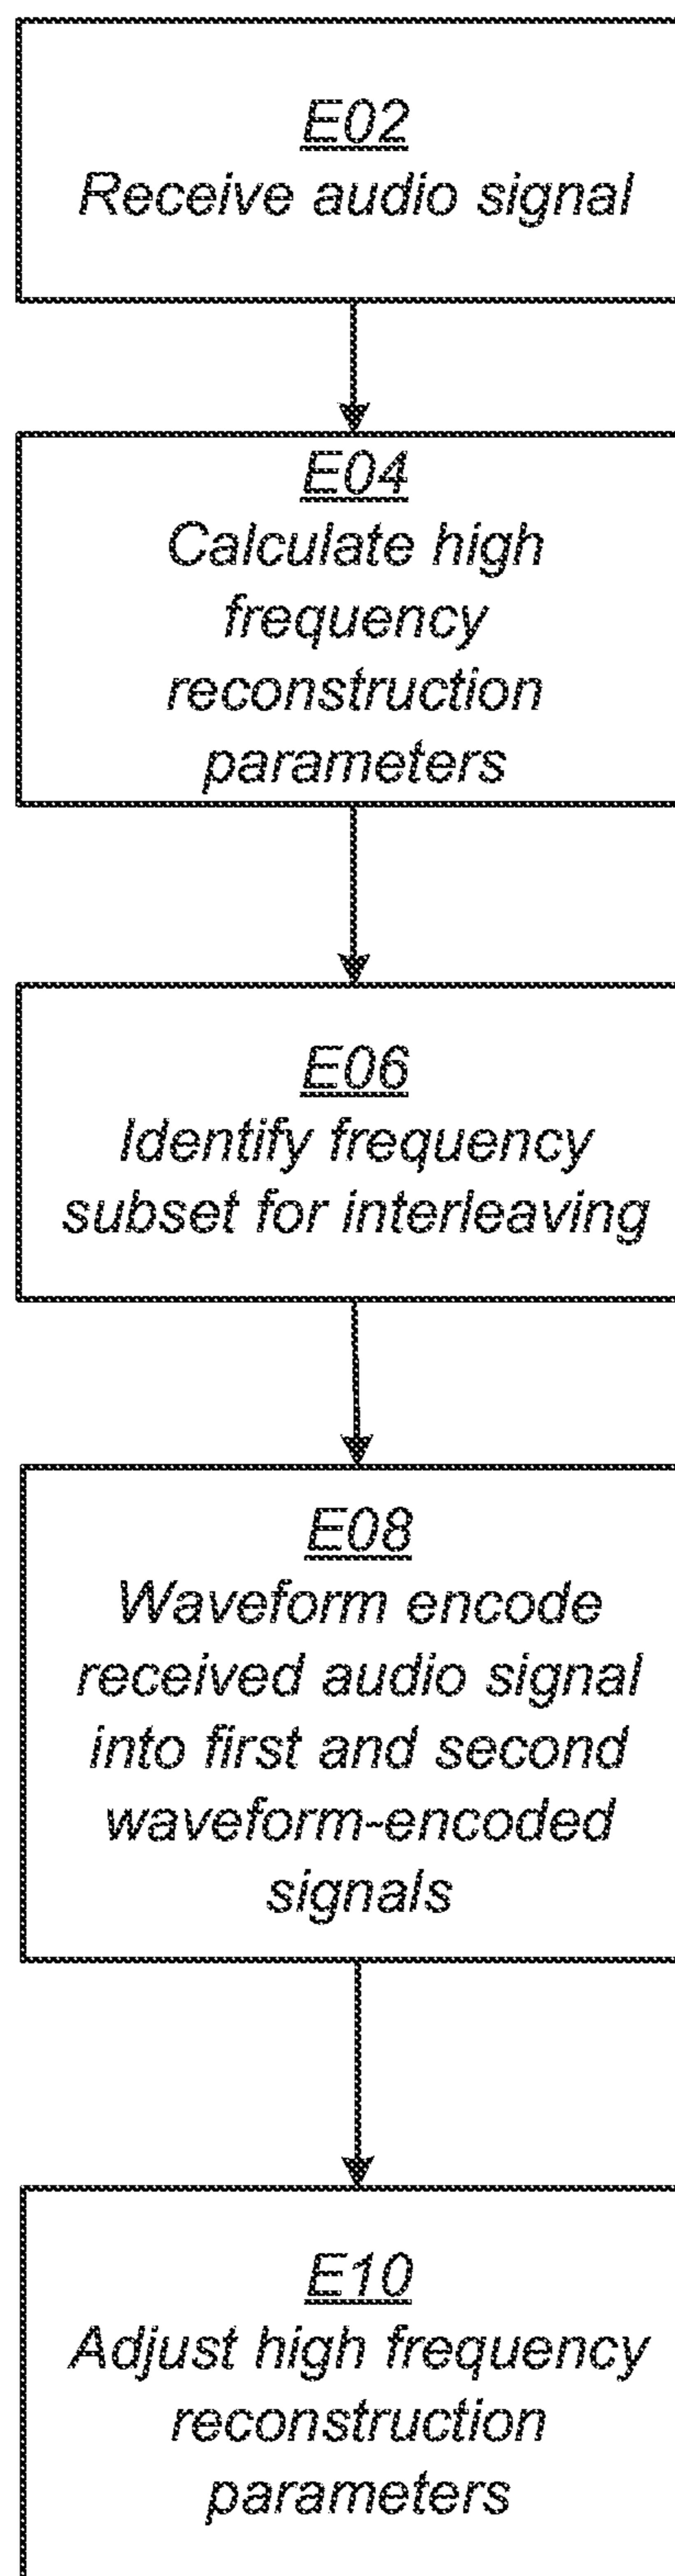 E02
Receive audio signal
E04
Calculate high
frequency
reconstruction
parameters
E06
Identify frequency
subset for interleaving
E08
Waveform encode
received audio signal
into first and second
waveform-encoded
signals
E10
Adjust high frequency
reconstruction
parameters